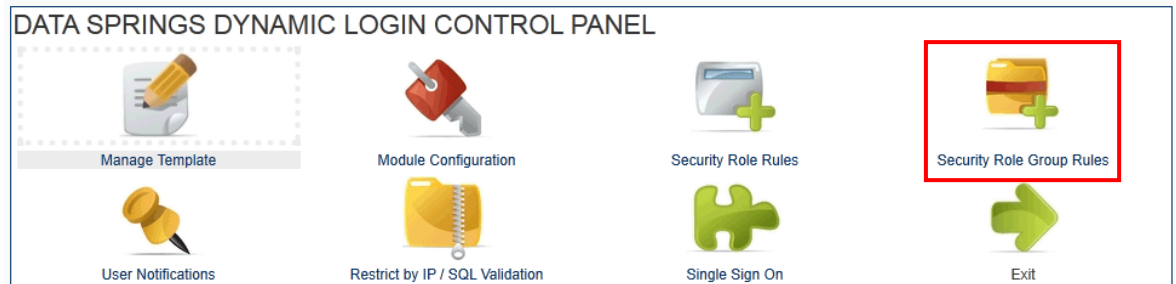 DATA SPRINGS DYNAMIC LOGIN CONTROL PANEL
Manage Template
Module Configuration
Security Role Rules
Security Role Group Rules
User Notifications
Restrict by IP / SQL Validation
Single Sign On
Exit